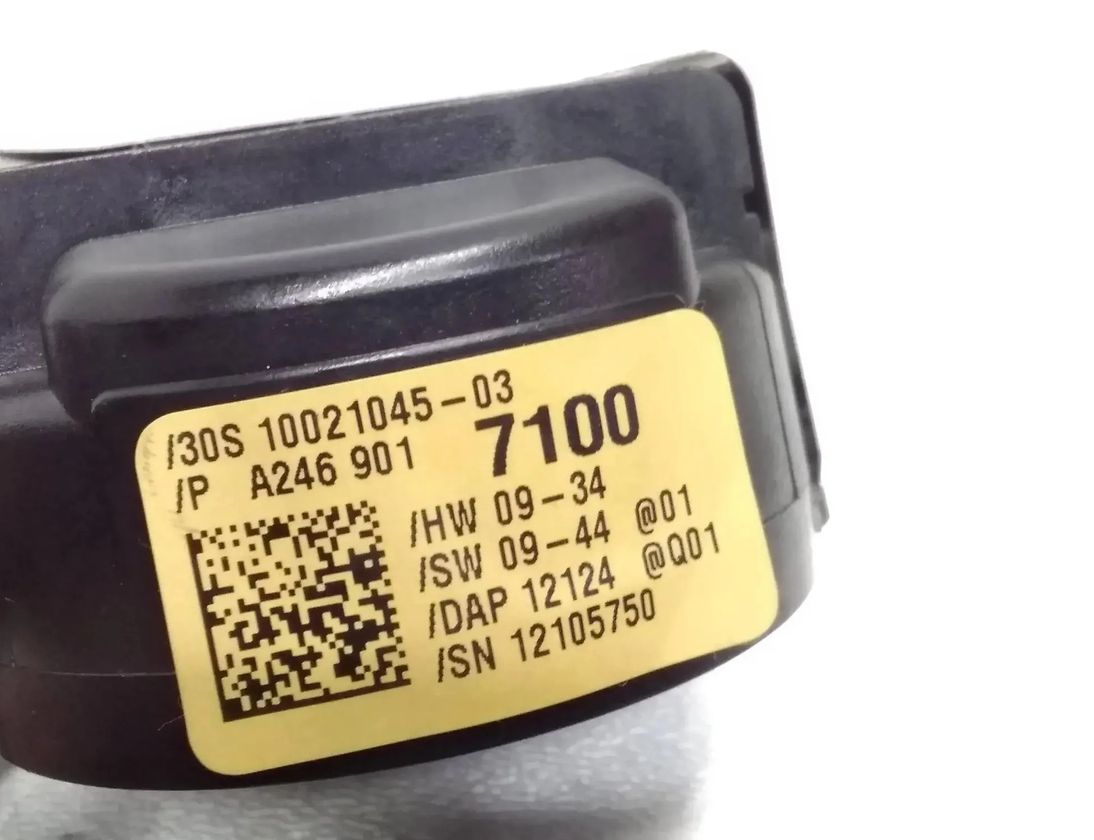 /30S 10021045-03
/P A246 901 7100
/HW 09-34
/SW 09-44 @01
/DAP 12124 @Q01
/SN 12105750